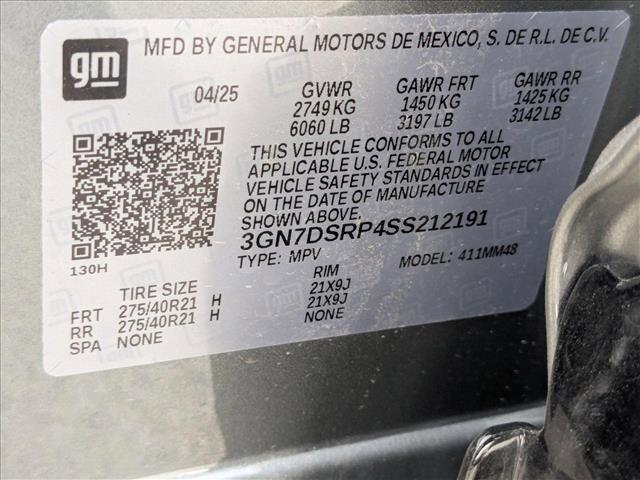 gm
MFD BY GENERAL MOTORS DE MEXICO, S. DE R.L. DE C.V.
04/25 GVWR GAWR FRT GAWR RR
2749 KG 1450 KG 1425 KG
6060 LB 3197 LB 3142 LB
THIS VEHICLE CONFORMS TO ALL
APPLICABLE U.S. FEDERAL MOTOR
VEHICLE SAFETY STANDARDS IN EFFECT
ON THE DATE OF MANUFACTURE
SHOWN ABOVE.
3GN7DSRP4SS212191
130H TYPE: MPV MODEL: 411MM48
TIRE SIZE RIM
FRT 275/40R21 H 21X9J
RR 275/40R21 H 21X9J
SPA NONE NONE